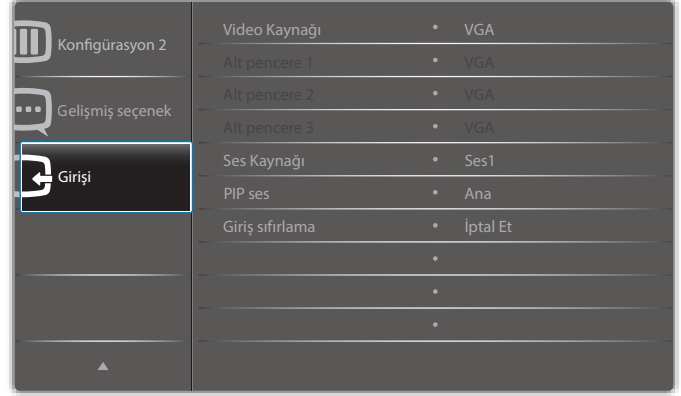 Konfigürasyon 2
Gelişmiş seçenek
Girişi
Video Kaynağı • VGA
Alt pencere 1 • VGA
Alt pencere 2 • VGA
Alt pencere 3 • VGA
Ses Kaynağı • Ses1
PIP ses • Ana
Giriş sıfırlama • İptal Et
•
•
•